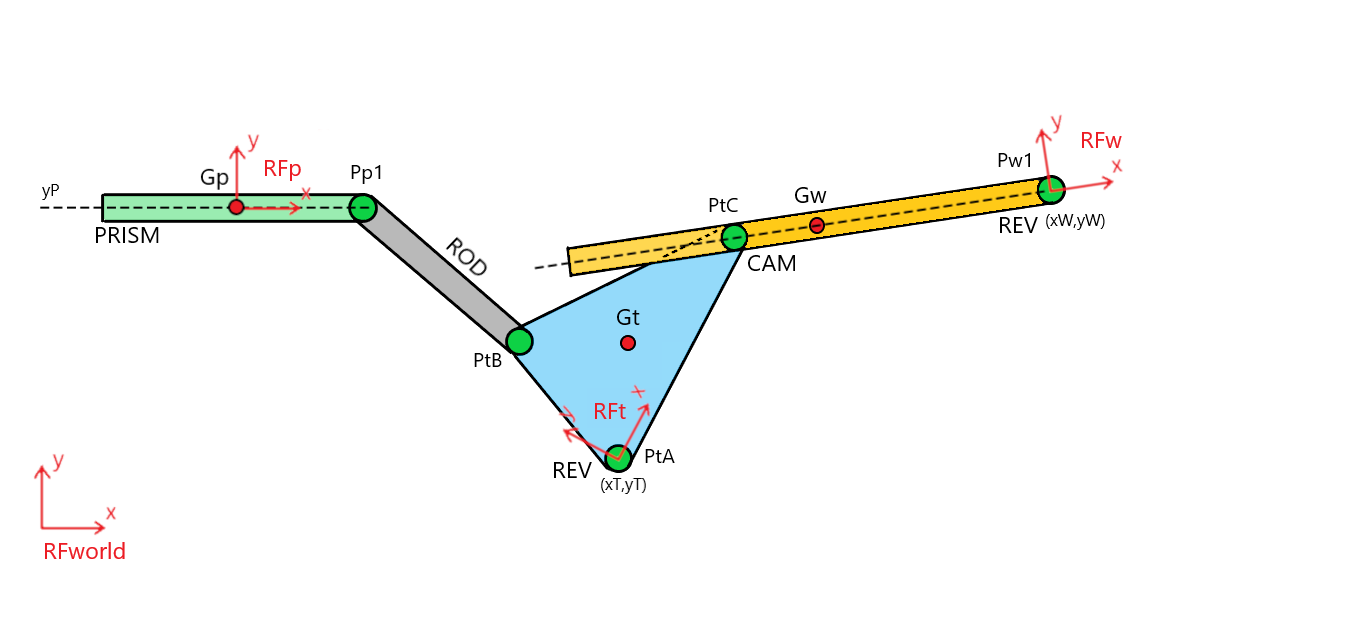 y
RFw
x
Pw1
y
RFp
Pp1
Gp
x
yP
Gw
PtC
REV
(xW,yW)
PRISM
ROD
CAM
Gt
PtB
x
y
RFt
PtA
REV
(xT,yT)
y
x
RFworld